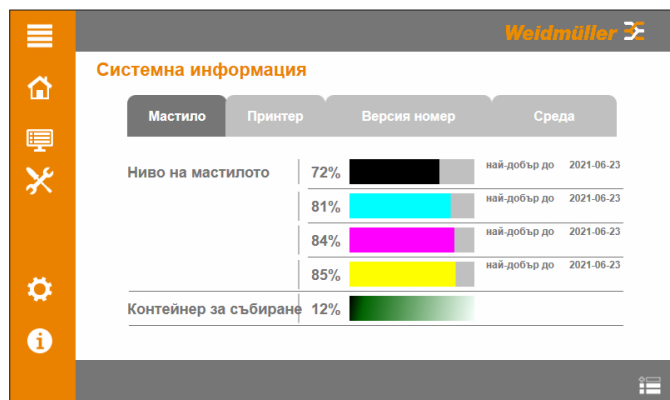 Weidmüller
Системна информация
Мастило Принтер Версия номер Среда
Ниво на мастилото 72% най-добър до 2021-06-23
81% най-добър до 2021-06-23
84% най-добър до 2021-06-23
85% най-добър до 2021-06-23
Контейнер за събиране 12%